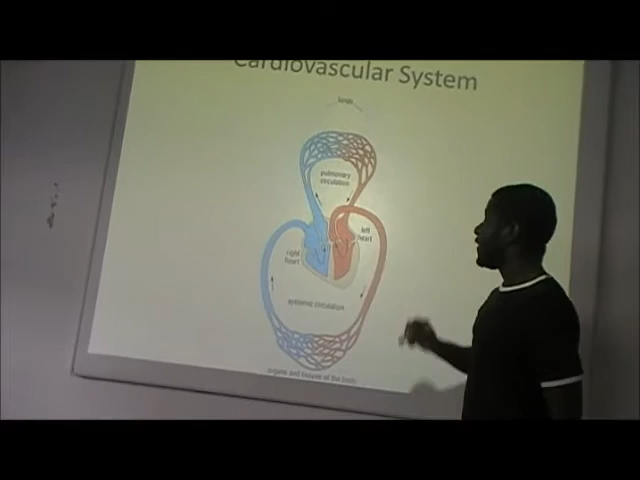 Cardiovascular System
lungs
pulmonary
circulation
left
heart
right
heart
systemic circulation
organs and tissues of the body